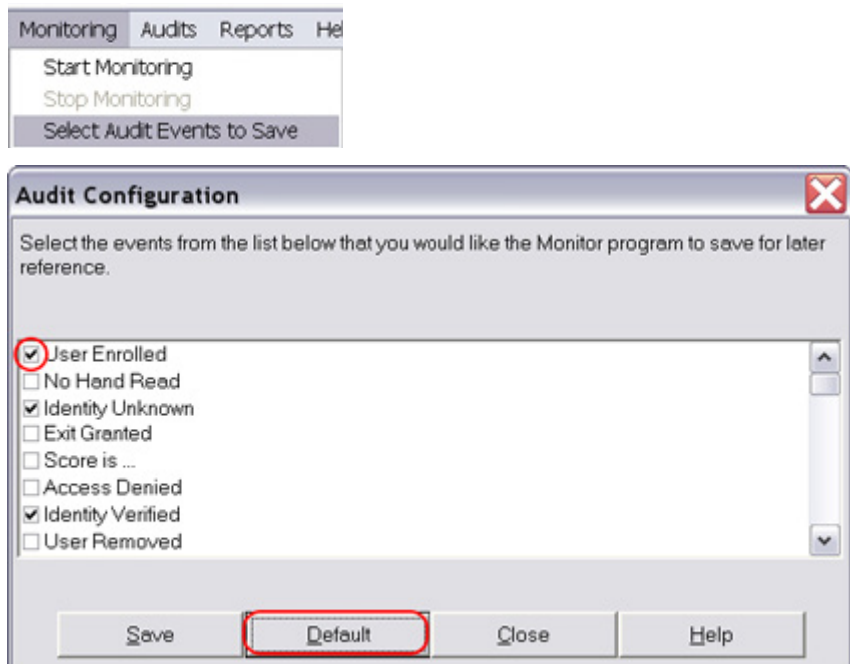 Monitoring Audits Reports
Start Monitoring
Stop Monitoring
Select Audit Events to Save
Audit Configuration
Select the events from the list below that you would like the Monitor program to save for later
reference.
User Enrolled
No Hand Read
Identity Unknown
Exit Granted
Score is ...
Access Denied
Identity Verified
User Removed
Save Default Close Help